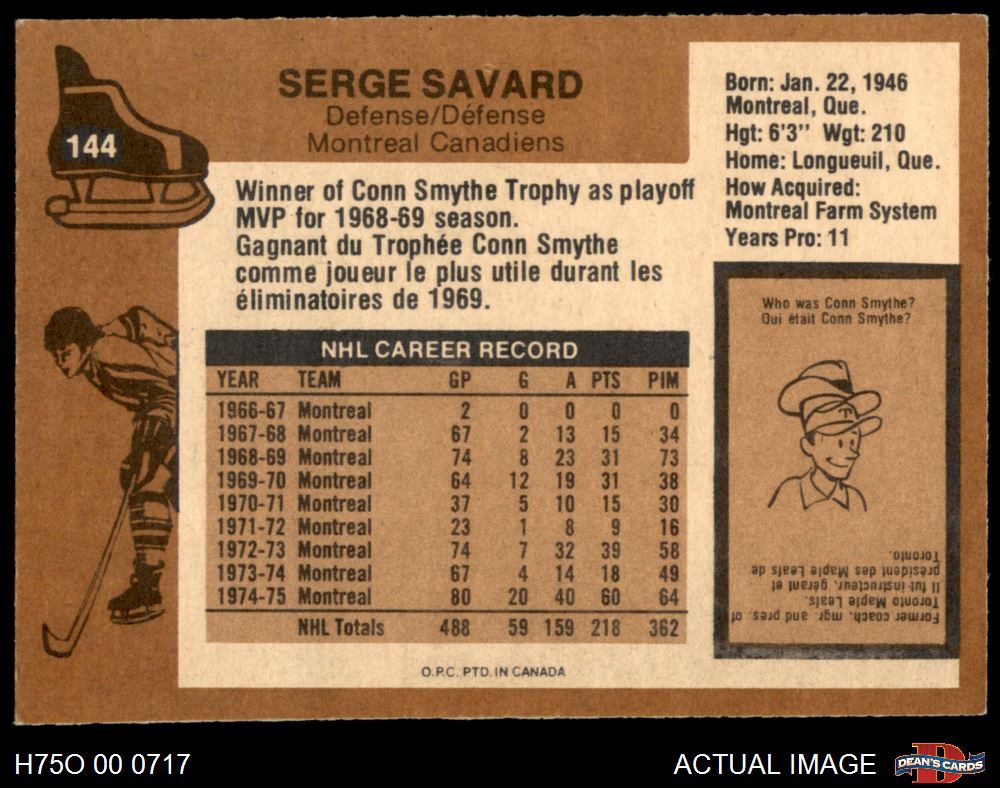 144
SERGE SAVARD
Defense/Défense
Montreal Canadiens
Born: Jan. 22, 1946
Montreal, Que.
Hgt: 6'3" Wgt: 210
Home: Longueuil, Que.
How Acquired:
Montreal Farm System
Years Pro: 11
Winner of Conn Smythe Trophy as playoff
MVP for 1968-69 season.
Gagnant du Trophée Conn Smythe
comme joueur le plus utile durant les
éliminatoires de 1969.
NHL CAREER RECORD
YEAR TEAM GP G A PTS PIM
1966-67 Montreal 2 0 0 0 0
1967-68 Montreal 67 2 13 15 34
1968-69 Montreal 74 8 23 31 73
1969-70 Montreal 64 12 19 31 38
1970-71 Montreal 37 5 10 15 30
1971-72 Montreal 23 1 8 9 16
1972-73 Montreal 74 7 32 39 58
1973-74 Montreal 67 4 14 18 49
1974-75 Montreal 80 20 40 60 64
NHL Totals 488 59 159 218 362
O.P.C. PTD. IN CANADA
Who was Conn Smythe?
Qui était Conn Smythe?
T
Former coach, mgr. and pres. of
Toronto Maple Leafs.
Il fut instructeur, gérant et
président des Maple Leafs de
Toronto.
H75O 00 0717
ACTUAL IMAGE
D
DEAN'S CARDS